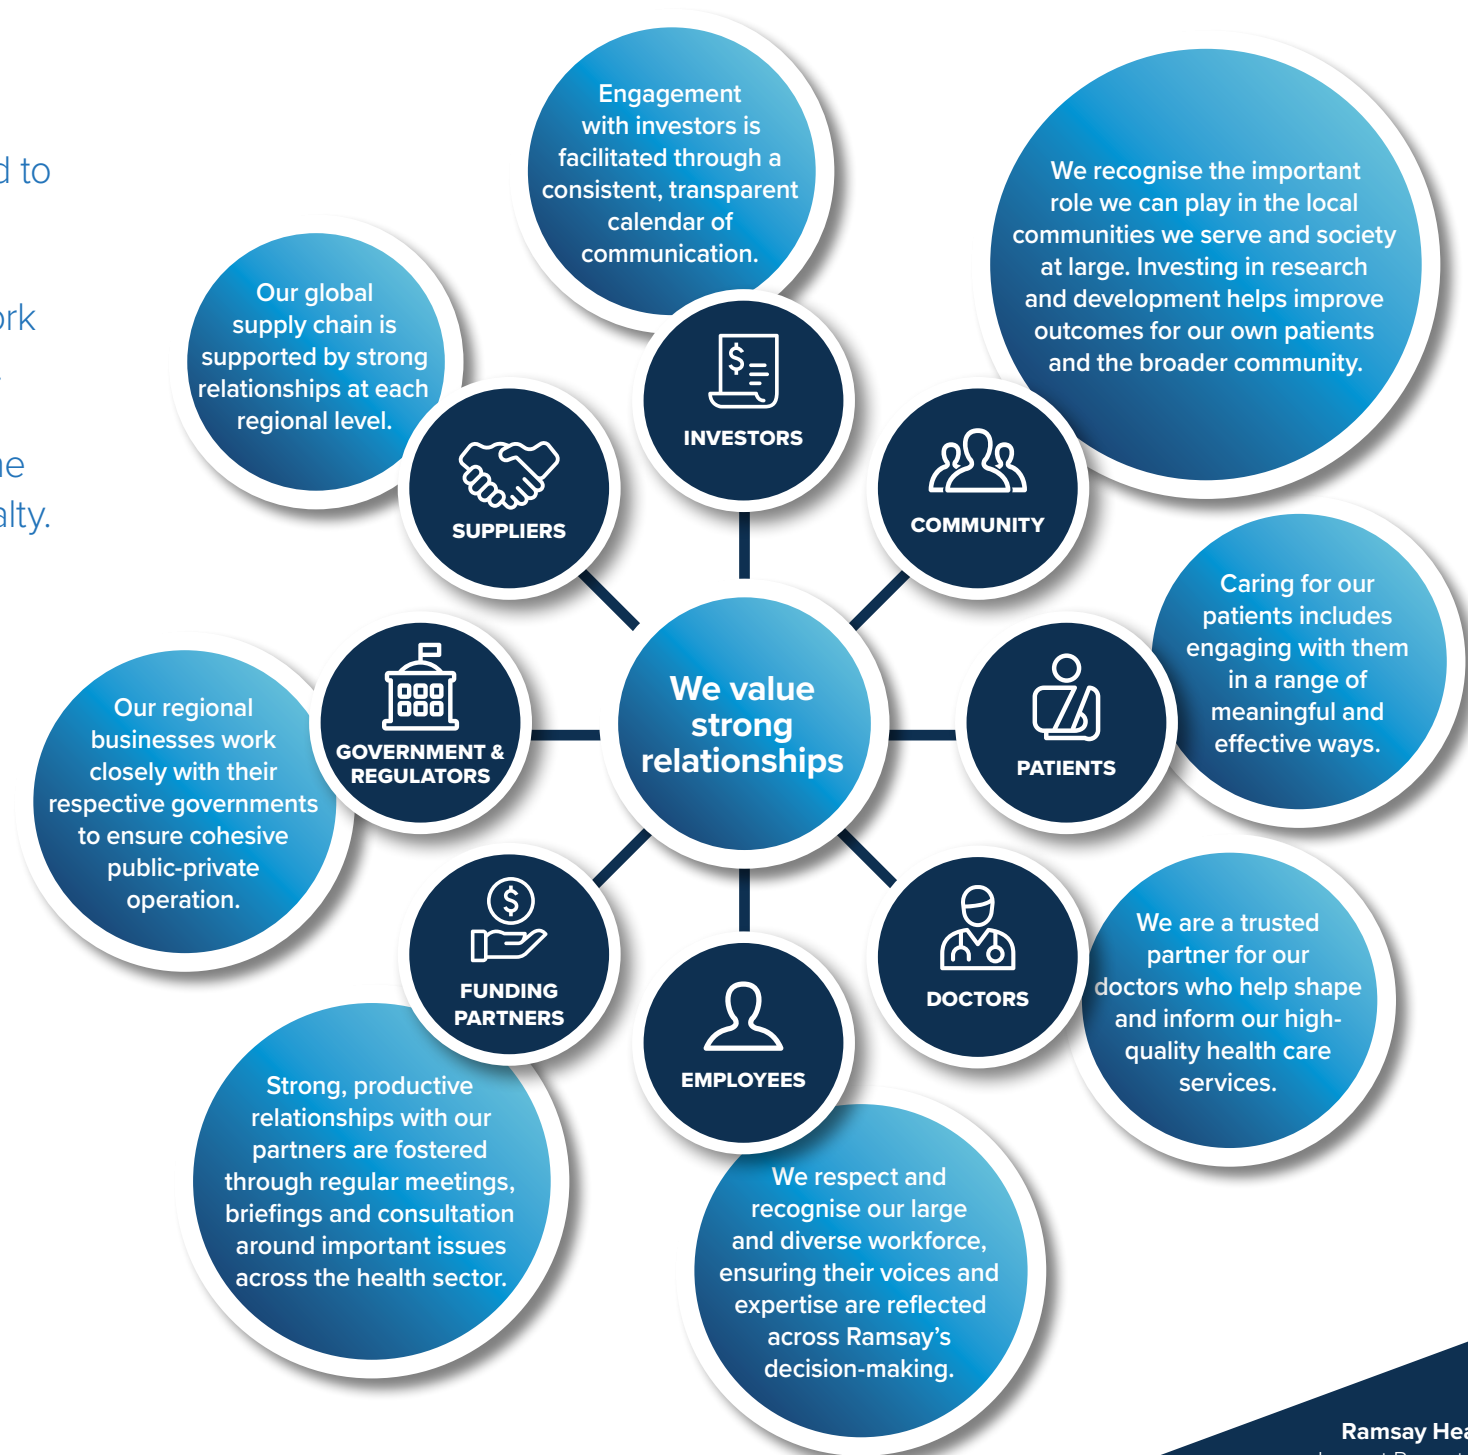 d to
ork
ne
alty.
Engagement
with investors is
facilitated through a
consistent, transparent
calendar of
communication.
INVESTORS
We recognise the important
role we can play in the local
communities we serve and society
at large. Investing in research
and development helps improve
outcomes for our own patients
and the broader community.
COMMUNITY
Our global
supply chain is
supported by strong
relationships at each
regional level.
SUPPLIERS
Caring for our
patients includes
engaging with them
in a range of
meaningful and
effective ways.
PATIENTS
We value
strong
relationships
Our regional
businesses work
closely with their
respective governments
to ensure cohesive
public-private
operation.
GOVERNMENT &
REGULATORS
We are a trusted
partner for our
doctors who help shape
and inform our high-
quality health care
services.
DOCTORS
FUNDING
PARTNERS
Strong, productive
relationships with our
partners are fostered
through regular meetings,
briefings and consultation
around important issues
across the health sector.
EMPLOYEES
We respect and
recognise our large
and diverse workforce,
ensuring their voices and
expertise are reflected
across Ramsay’s
decision-making.
Ramsay Hea